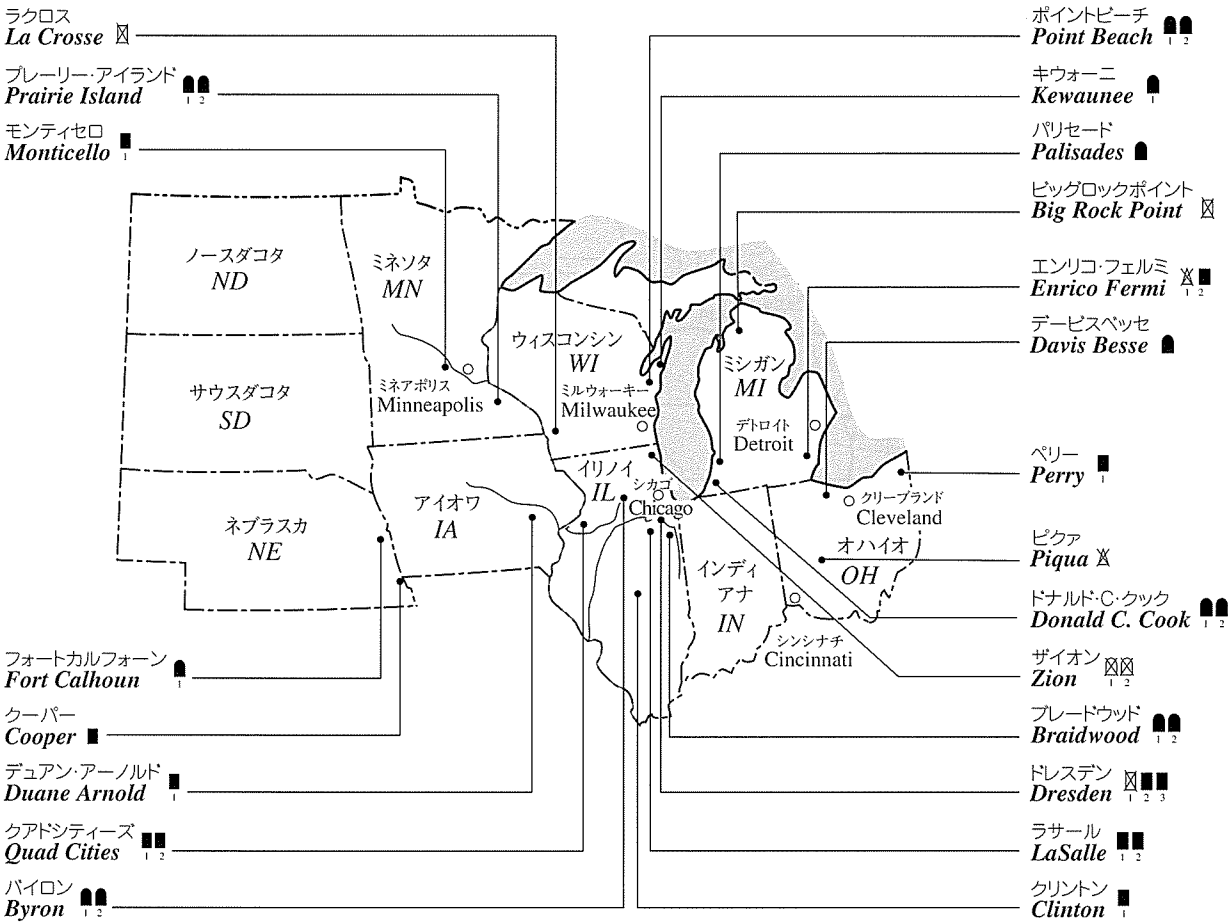 ラクロス
La Crosse
プレーリー・アイランド
Prairie Island
1 2
モンティセロ
Monticello
1
ポイントビーチ
Point Beach
1 2
キウォーニ
Kewaunee
1
パリセード
Palisades
ビッグロックポイント
Big Rock Point
エンリコ・フェルミ
Enrico Fermi
1 2
デービスベッセ
Davis Besse
ペリー
Perry
1
ピクァ
Piqua
ドナルド・C・クック
Donald C. Cook
1 2
ザイオン
Zion
1 2
ブレードウッド
Braidwood
1 2
ドレスデン
Dresden
1 2 3
ラサール
LaSalle
1 2
クリントン
Clinton
1
ノースダコタ
ND
ミネソタ
MN
サウスダコタ
SD
ミネアポリス
Minneapolis
ウィスコンシン
WI
ミルウォーキー
Milwaukee
ミシガン
MI
デトロイト
Detroit
ネブラスカ
NE
アイオワ
IA
イリノイ
IL
シカゴ
Chicago
クリーブランド
Cleveland
オハイオ
OH
インディ
アナ
IN
シンシナチ
Cincinnati
フォートカルフォーン
Fort Calhoun
1
クーパー
Cooper
デュアン・アーノルド
Duane Arnold
1
クアドシティーズ
Quad Cities
1 2
バイロン
Byron
1 2